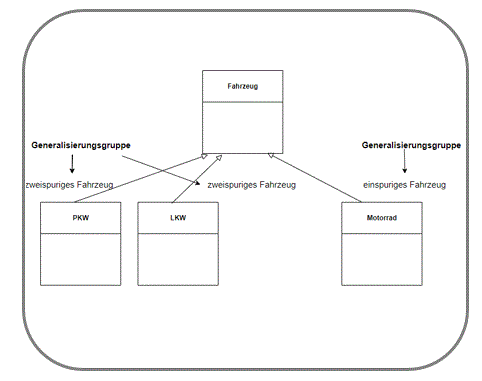 Fahrzeug
Generalisierungsgruppe
Generalisierungsgruppe
zweispuriges Fahrzeug
zweispuriges Fahrzeug
einspuriges Fahrzeug
PKW
LKW
Motorrad